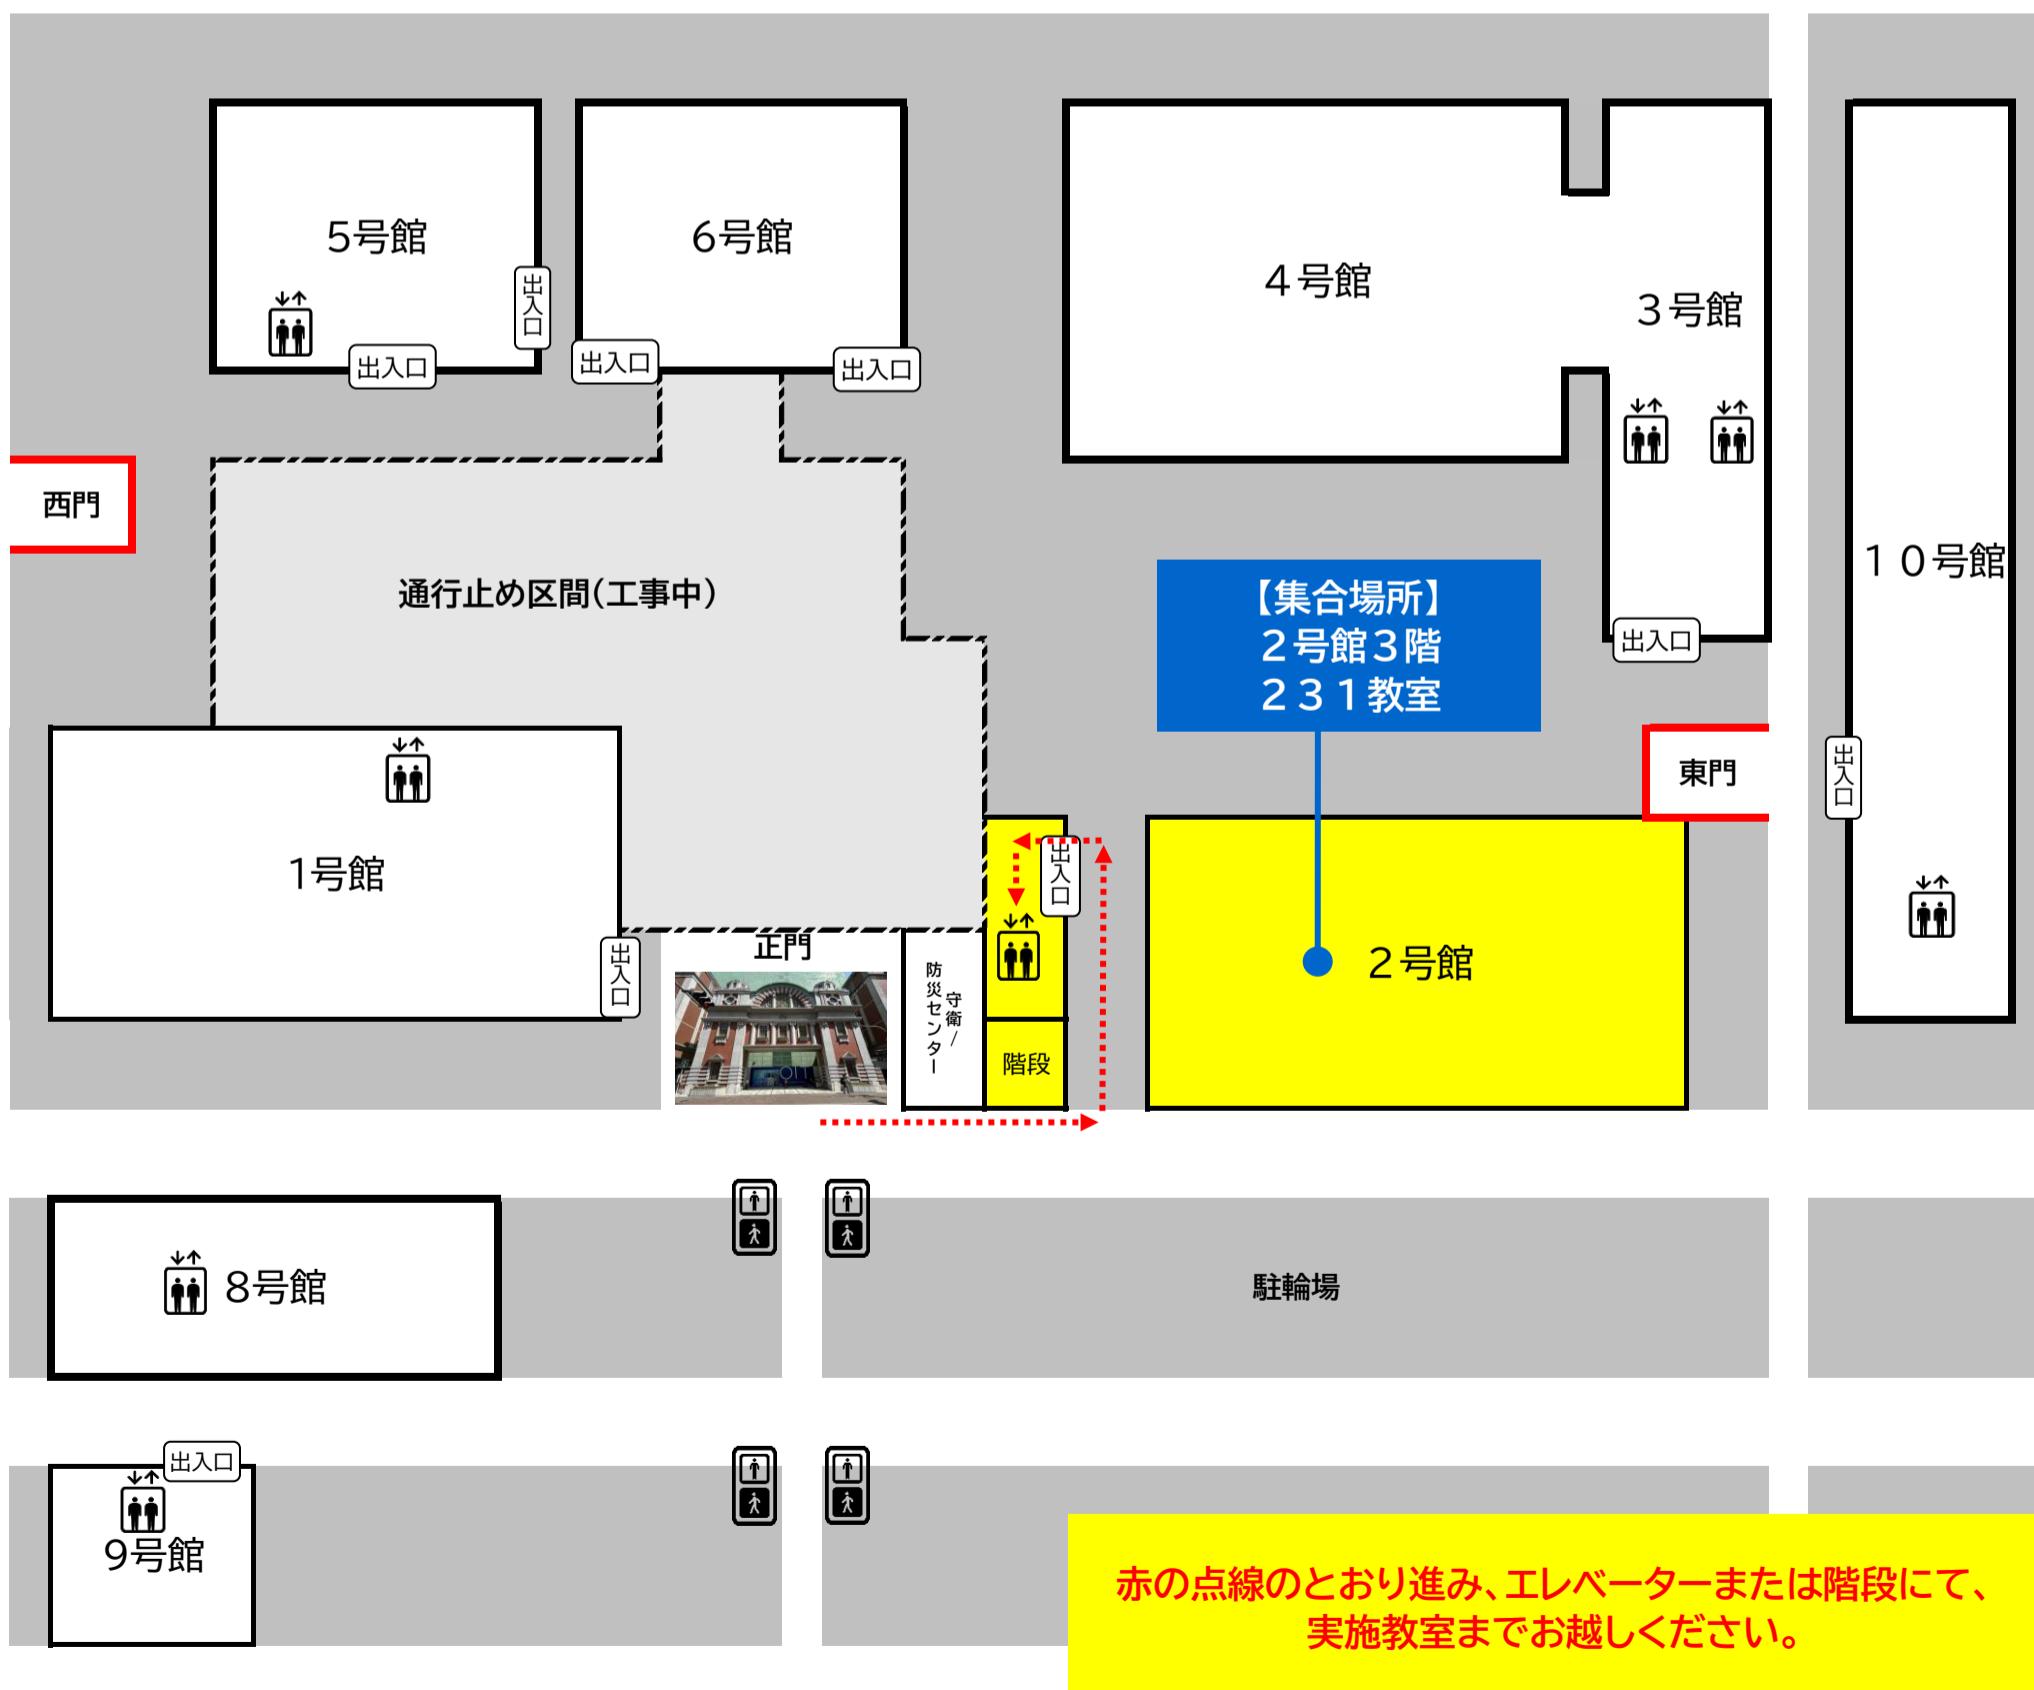 5号館
6号館
4号館
3号館
出入口
出入口
出入口
出入口
西門
10号館
通行止め区間(工事中)
【集合場所】
2号館3階
231教室
出入口
東門
出入口
1号館
出入口
出入口
正門
防災センター
守衛/
2号館
階段
8号館
駐輪場
出入口
9号館
赤の点線のとおり進み、エレベーターまたは階段にて、
実施教室までお越しください。